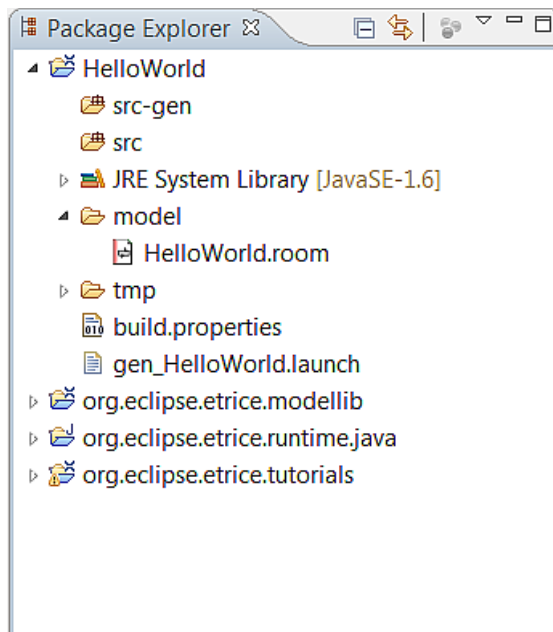 Package Explorer
HelloWorld
src-gen
src
JRE System Library [JavaSE-1.6]
model
HelloWorld.room
tmp
build.properties
gen_HelloWorld.launch
org.eclipse.etrice.modellib
org.eclipse.etrice.runtime.java
org.eclipse.etrice.tutorials